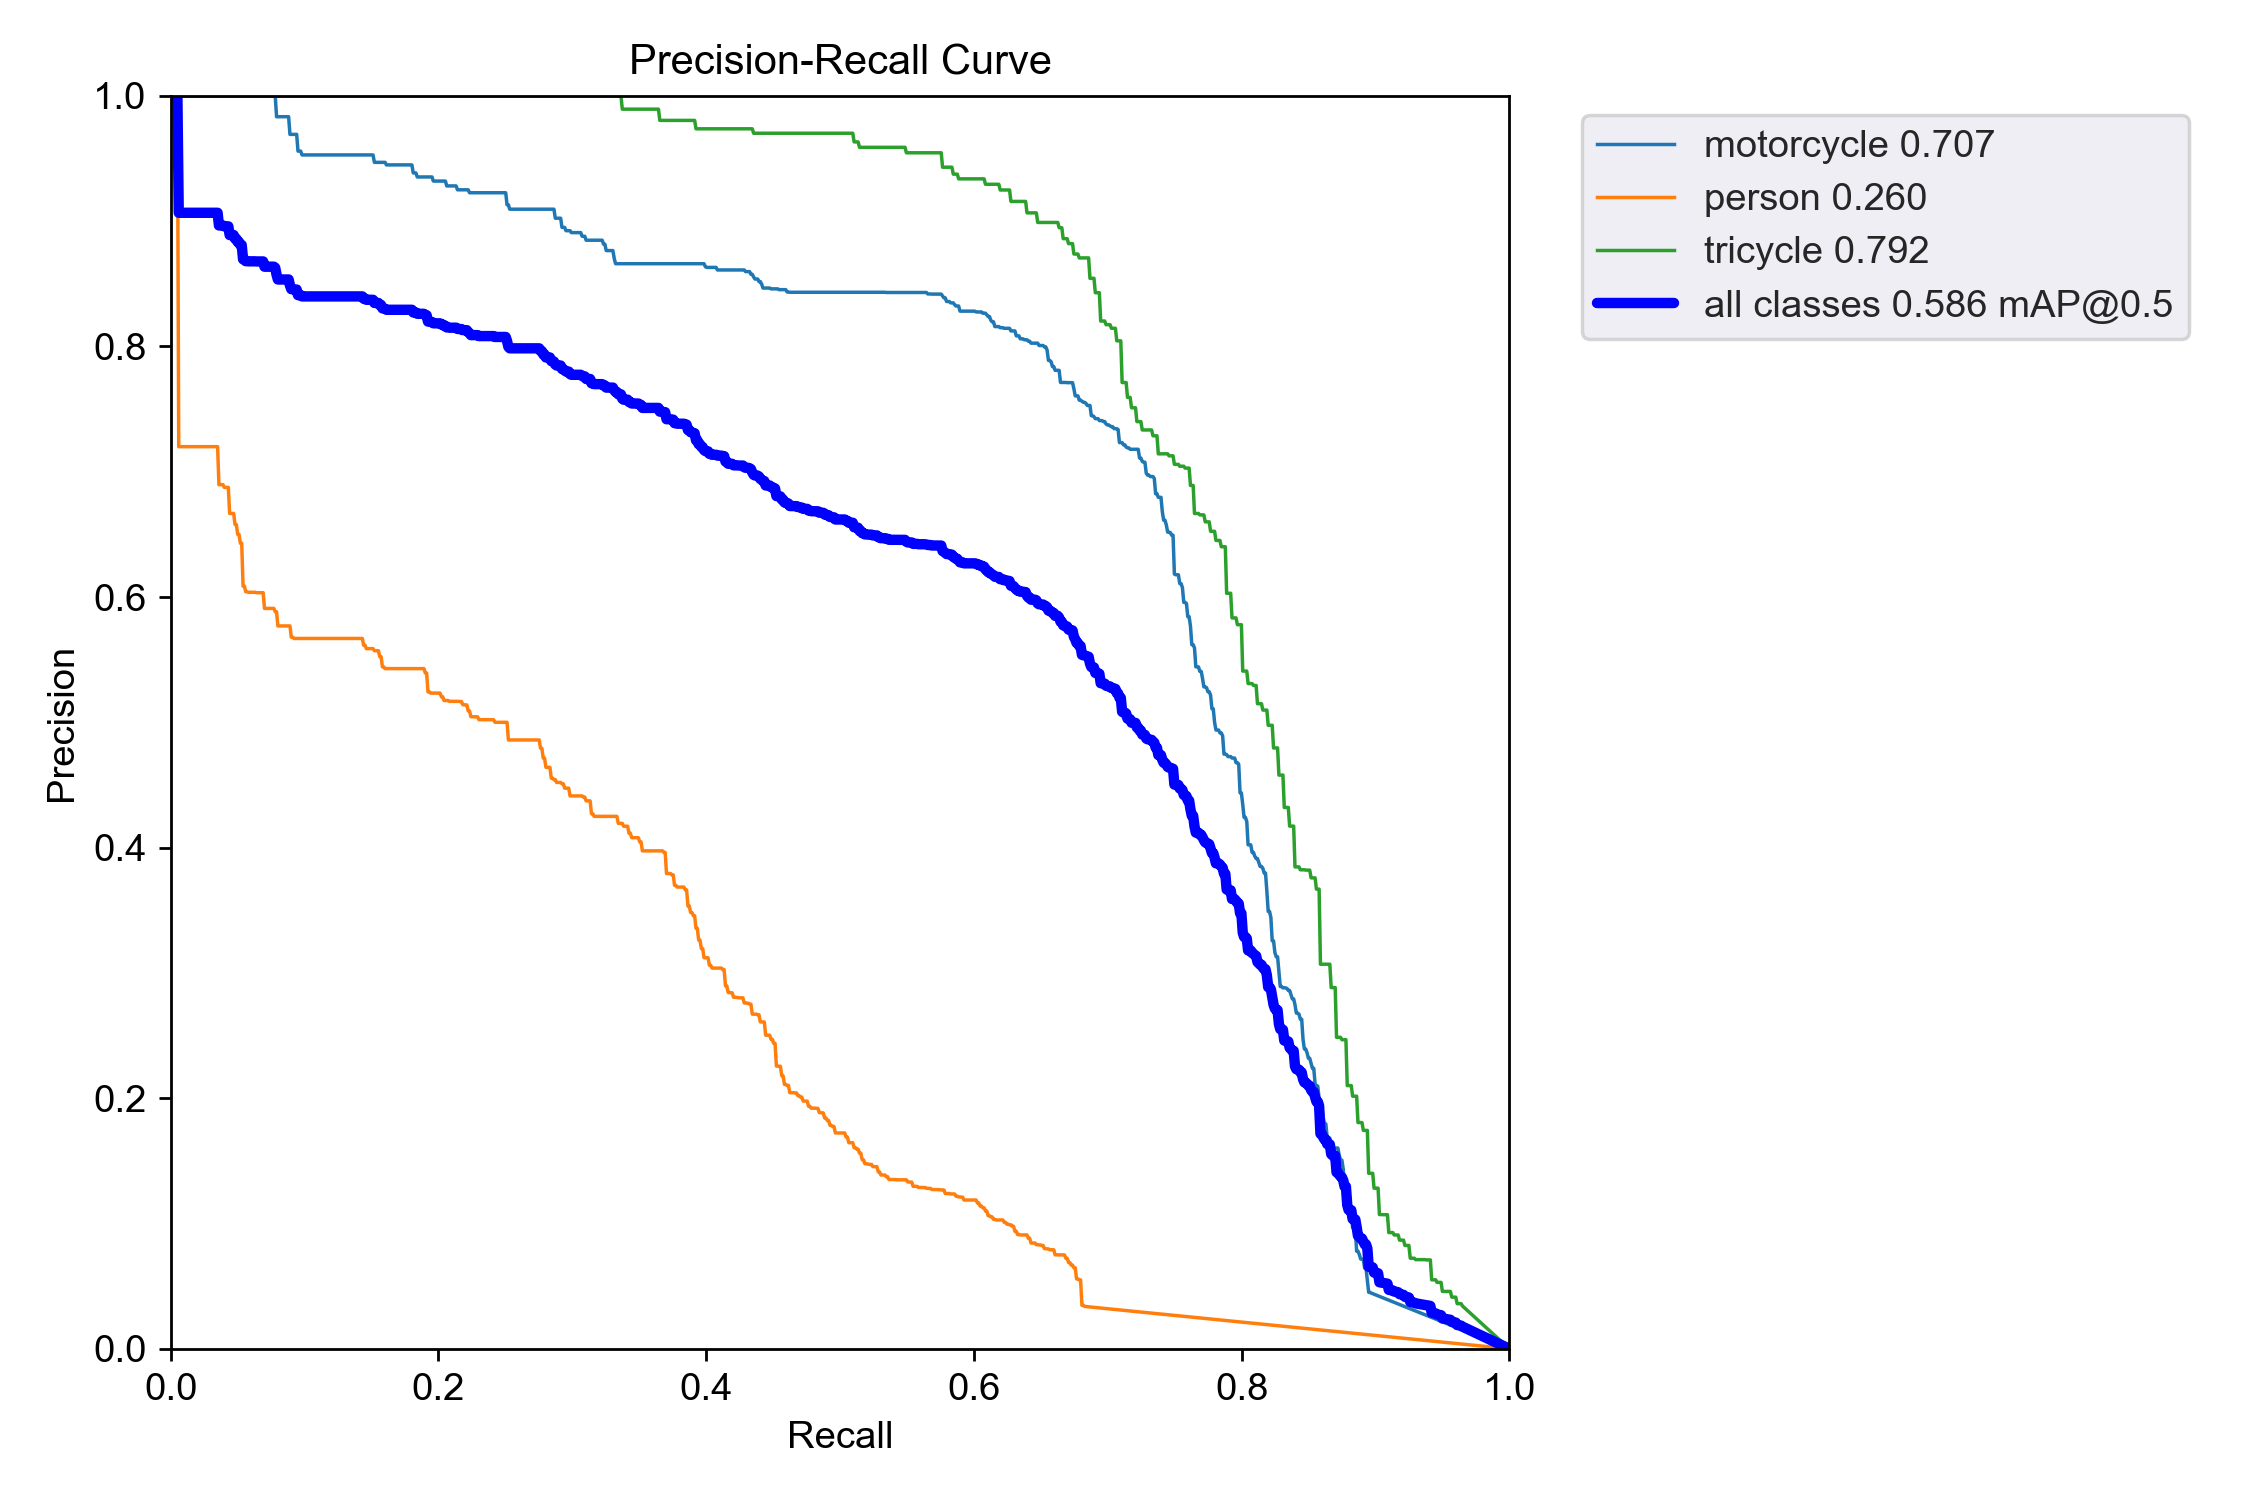 Precision-Recall Curve
1.0
0.8
0.6
0.4
0.2
0.0
Precision
0.0 0.2 0.4 0.6 0.8 1.0
Recall
motorcycle 0.707
person 0.260
tricycle 0.792
all classes 0.586 mAP@0.5